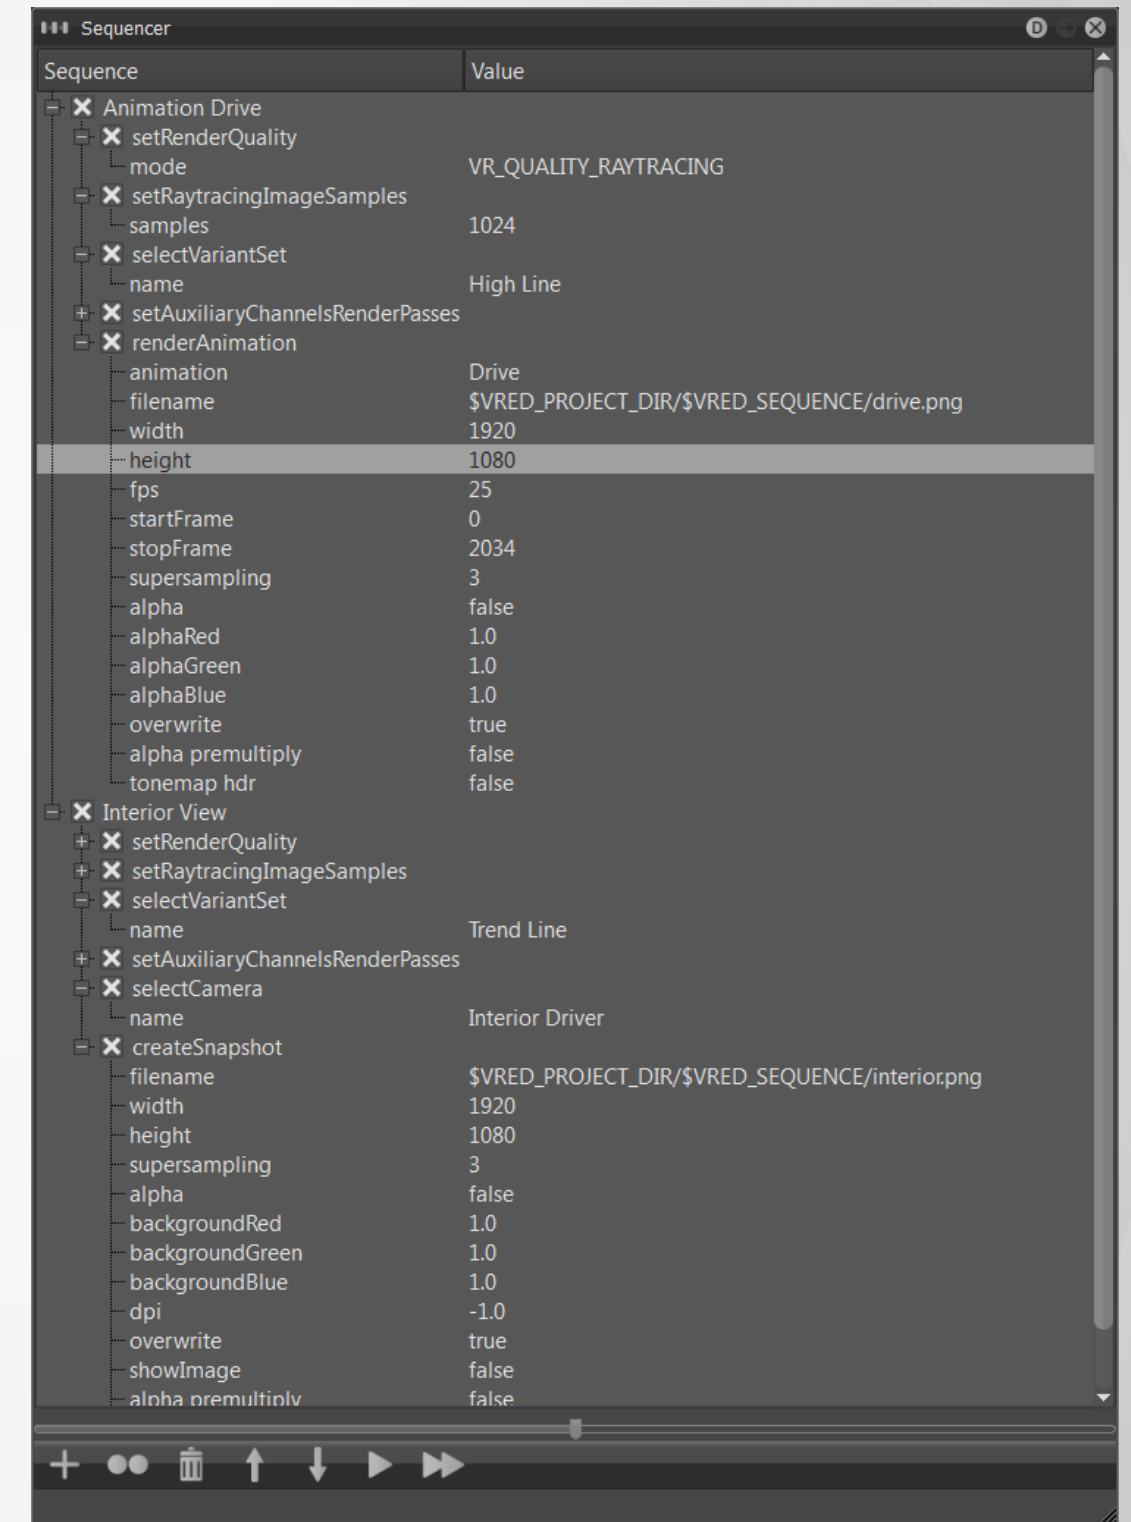 Sequencer D
Sequence Value
Animation Drive
setRenderQuality
mode VR_QUALITY_RAYTRACING
setRaytracingImageSamples
samples 1024
selectVariantSet
name High Line
setAuxiliaryChannelsRenderPasses
renderAnimation
animation Drive
filename $VRED_PROJECT_DIR/$VRED_SEQUENCE/drive.png
width 1920
height 1080
fps 25
startFrame 0
stopFrame 2034
supersampling 3
alpha false
alphaRed 1.0
alphaGreen 1.0
alphaBlue 1.0
overwrite true
alpha premultiply false
tonemap hdr false
Interior View
setRenderQuality
setRaytracingImageSamples
selectVariantSet
name Trend Line
setAuxiliaryChannelsRenderPasses
selectCamera
name Interior Driver
createSnapshot
filename $VRED_PROJECT_DIR/$VRED_SEQUENCE/interior.png
width 1920
height 1080
supersampling 3
alpha false
backgroundRed 1.0
backgroundGreen 1.0
backgroundBlue 1.0
dpi -1.0
overwrite true
showImage false
alpha premultiply false